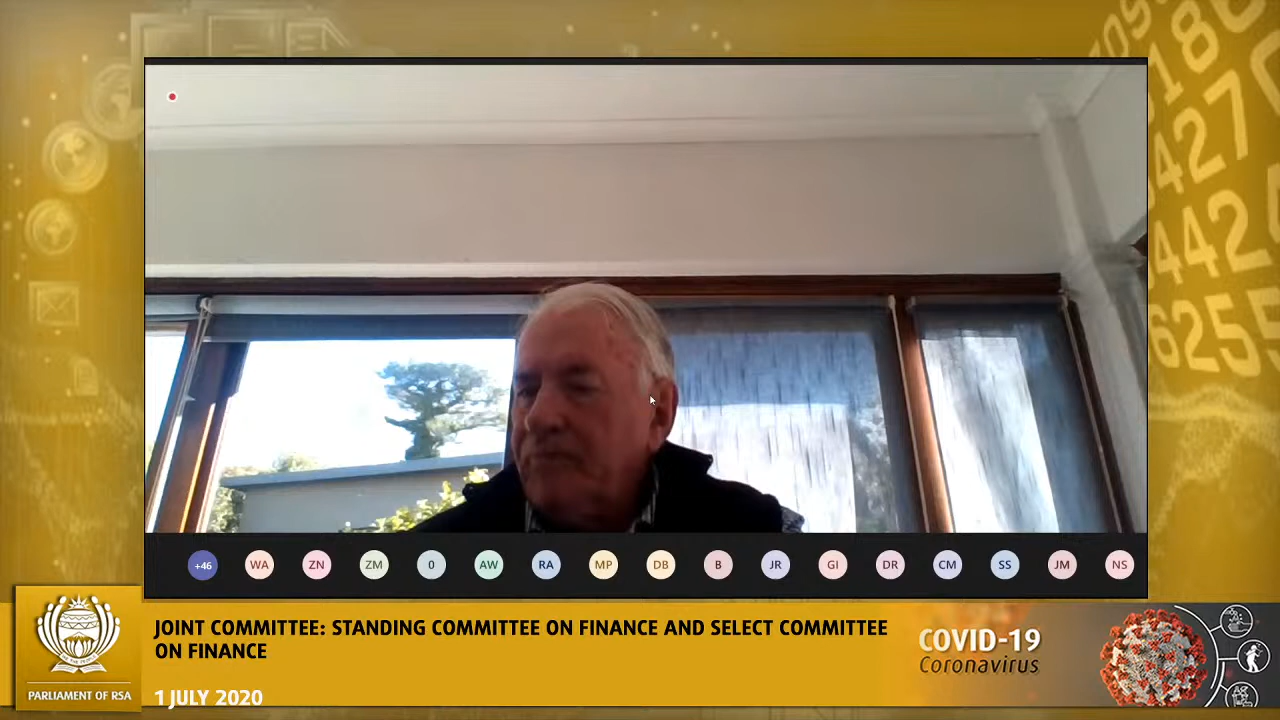 +46
WA
ZN
ZM
0
AW
RA
MP
DB
B
JR
GI
DR
CM
SS
JM
NS
JOINT COMMITTEE: STANDING COMMITTEE ON FINANCE AND SELECT COMMITTEE
ON FINANCE
1 JULY 2020
PARLIAMENT OF RSA
COVID-19
Coronavirus